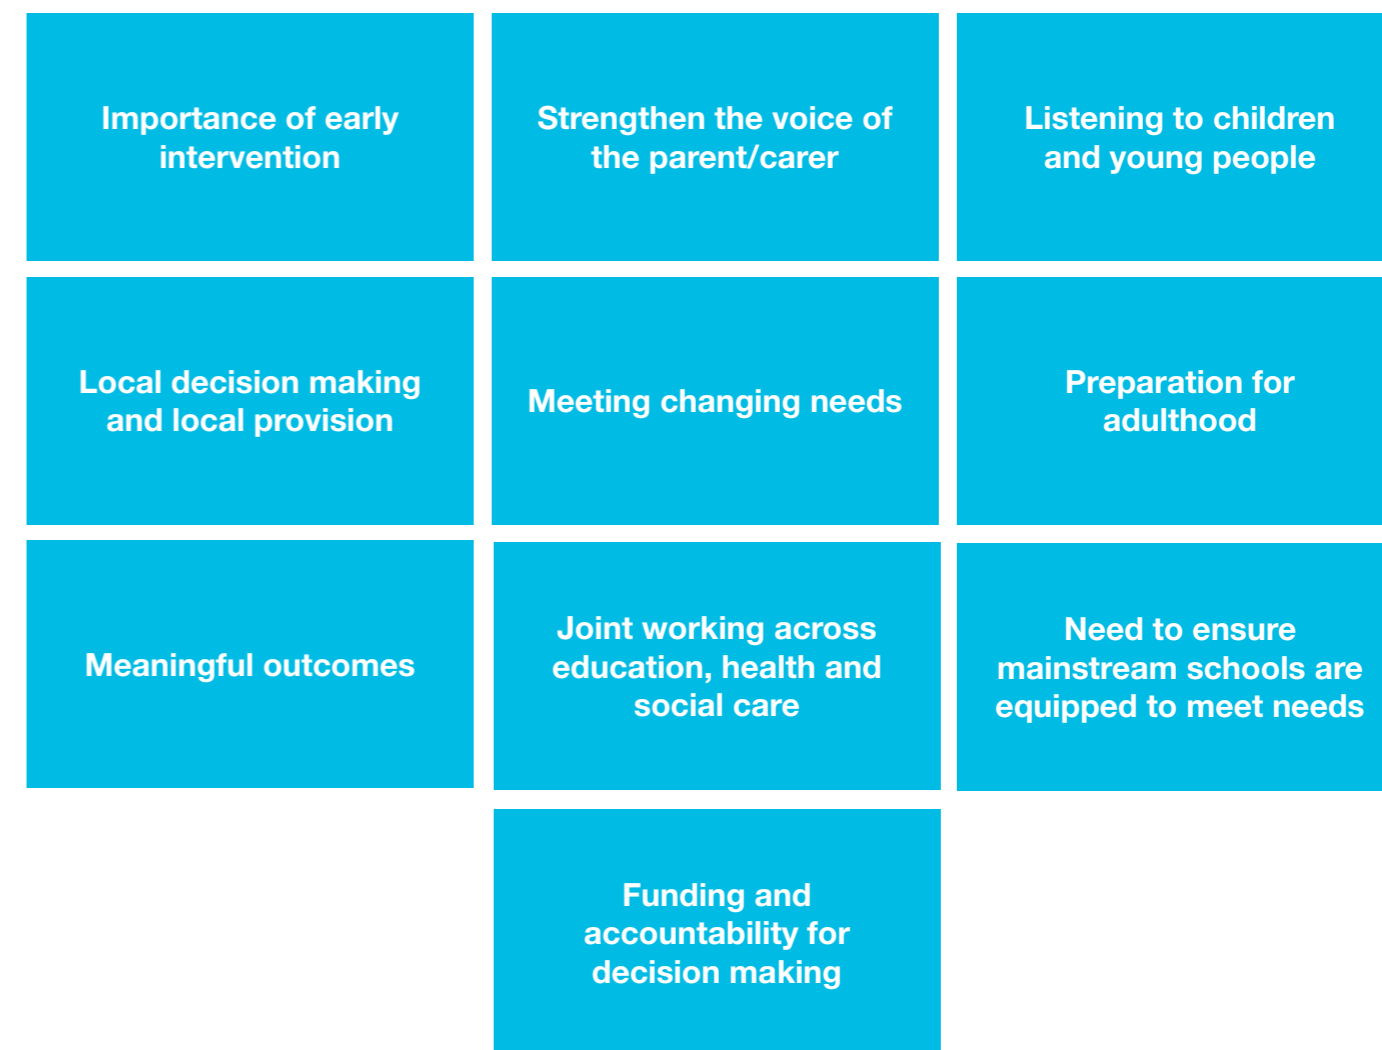 Importance of early
intervention
Strengthen the voice of
the parent/carer
Listening to children
and young people
Local decision making
and local provision
Meeting changing needs
Preparation for
adulthood
Meaningful outcomes
Joint working across
education, health and
social care
Need to ensure
mainstream schools are
equipped to meet needs
Funding and
accountability for
decision making